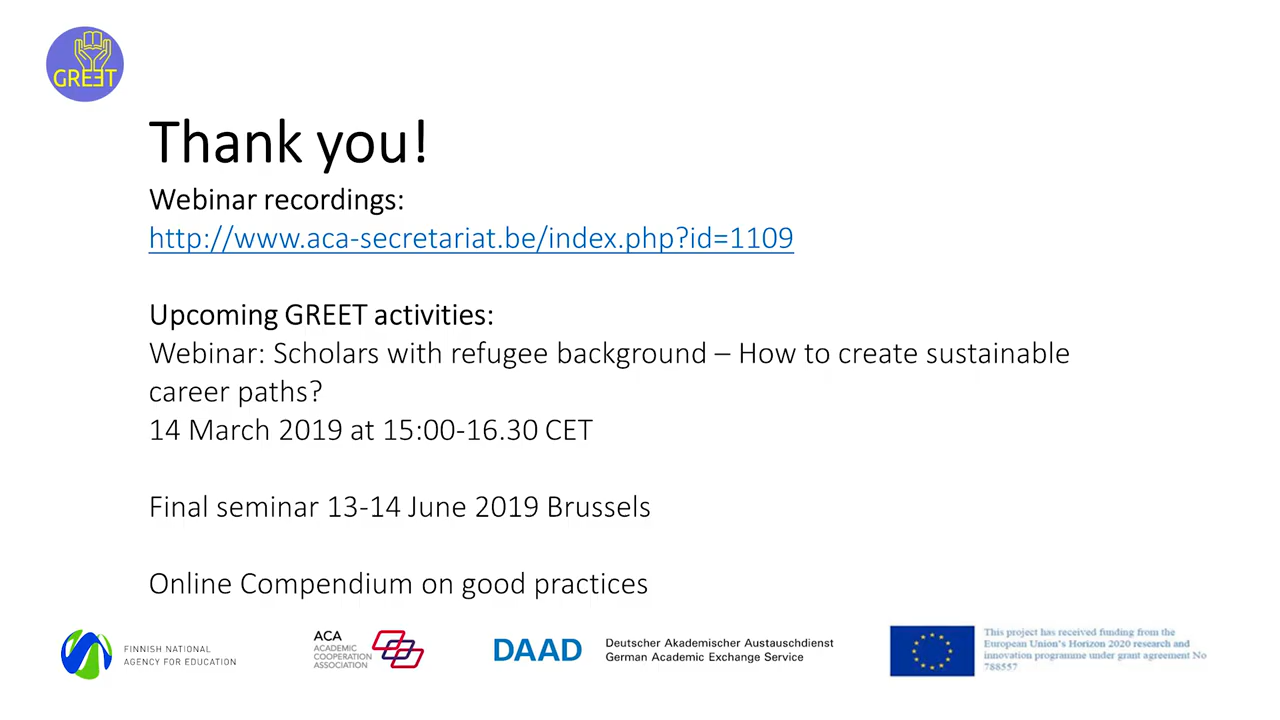 GREET
Thank you!
Webinar recordings:
http://www.aca-secretariat.be/index.php?id=1109
Upcoming GREET activities:
Webinar: Scholars with refugee background – How to create sustainable
career paths?
14 March 2019 at 15:00-16.30 CET
Final seminar 13-14 June 2019 Brussels
Online Compendium on good practices
FINNISH NATIONAL
AGENCY FOR EDUCATION
ACA
ACADEMIC
COOPERATION
ASSOCIATION
DAAD
Deutscher Akademischer Austauschdienst
German Academic Exchange Service
This project has received funding from the
European Union's Horizon 2020 research and
innovation programme under grant agreement No
788557